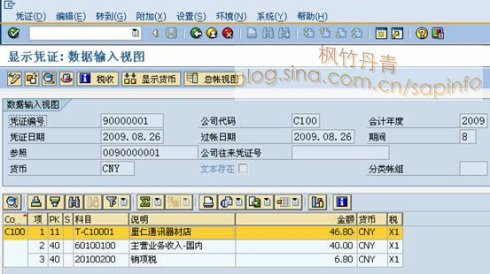 凭证(D) 编辑(E) 转到(G) 附加(X) 设置(S) 环境(N) 系统(Y) 帮助(H)
显示凭证: 数据输入视图
枫竹丹青
blog.sina.com.cn/sapinfo
税收 显示货币 总帐视图
数据输入视图
凭证编号 90000001 公司代码 C100 会计年度 2009
凭证日期 2009.08.26 过帐日期 2009.08.26 期间 8
参照 0090000001 公司往来凭证号
货币 CNY 文本存在 分类帐组
Co... 项 PK S 科目 说明 金额 货币 税
C100 1 11 T-C10001 里仁通讯器材店 46.80- CNY X1
2 40 60100100 主营业务收入-国内 40.00 CNY X1
3 40 20100200 销项税 6.80 CNY X1